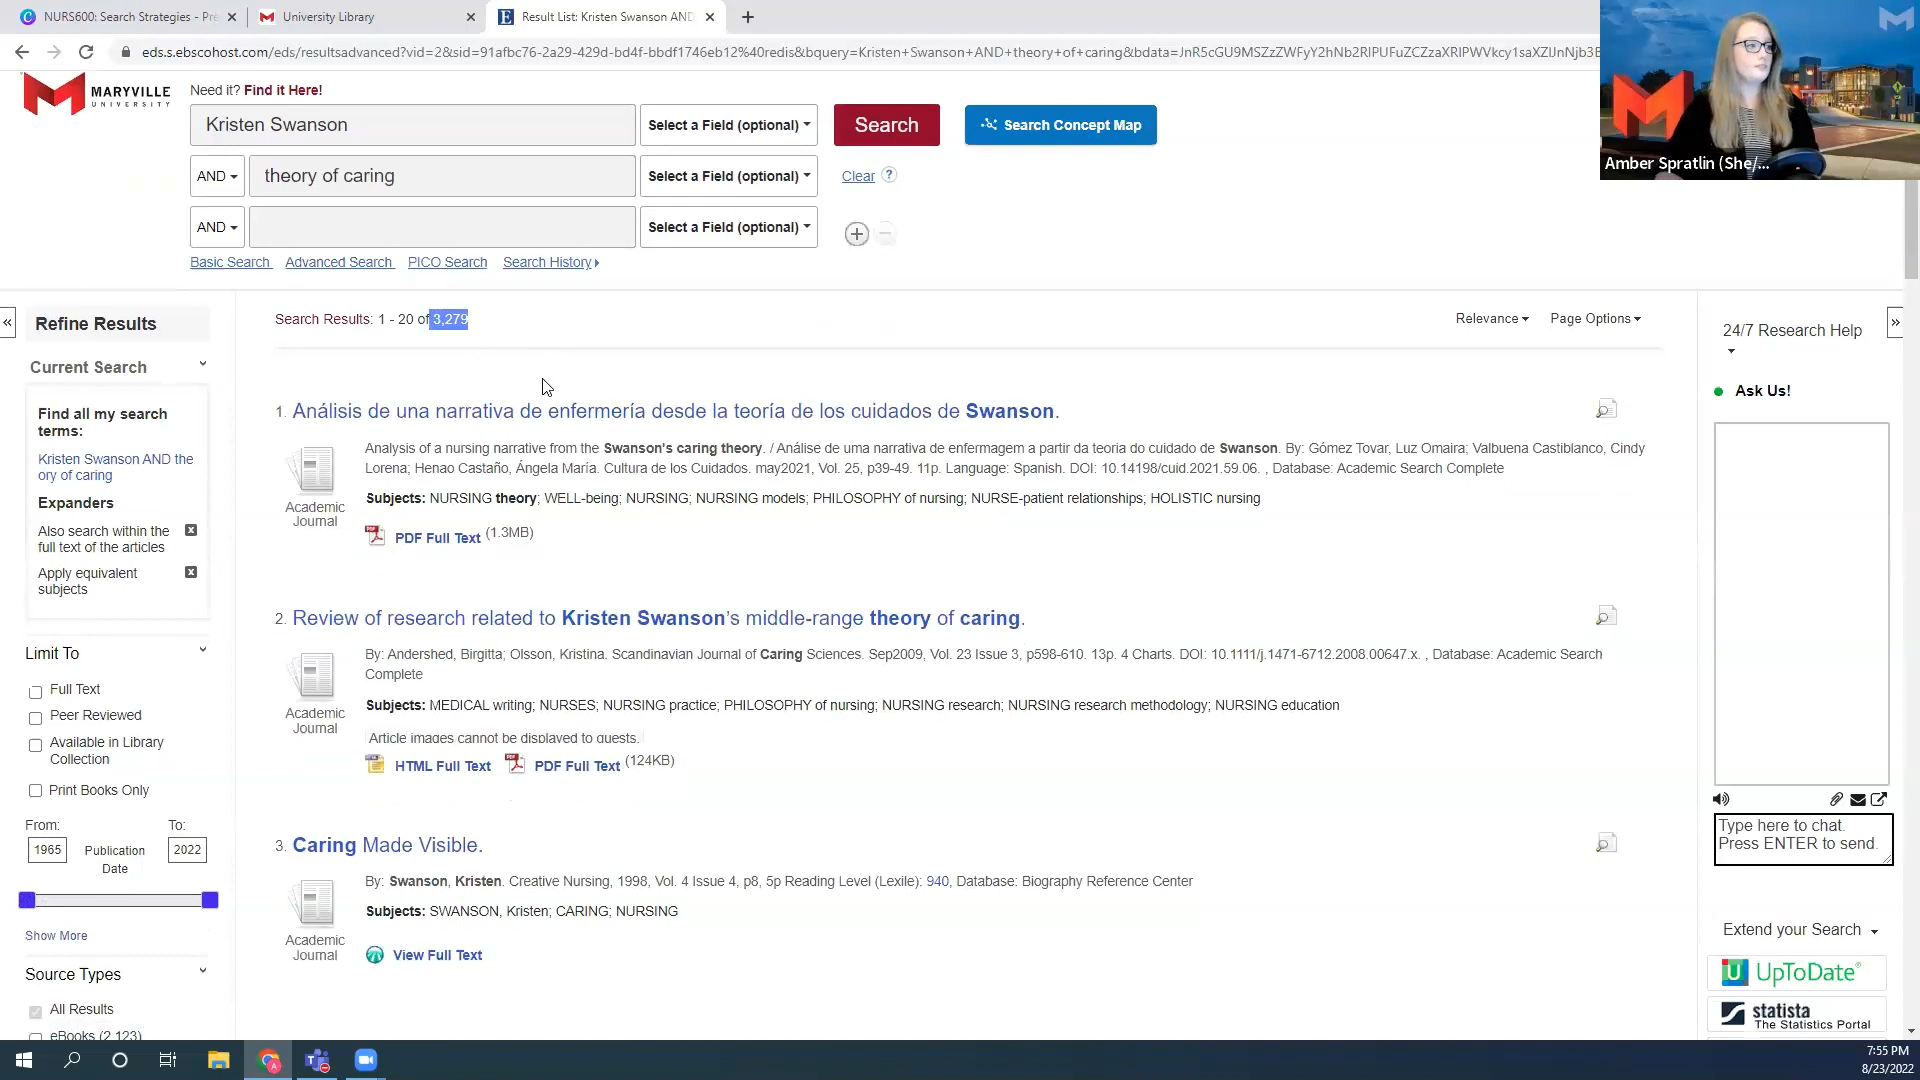 NURS600: Search Strategies - Pre
University Library
Result List: Kristen Swanson AND
eds.s.ebscohost.com/eds/resultsadvanced?vid=2&sid=91afbc76-2a29-429d-bd4f-bbdf1746eb12%40redis&bquery=Kristen+Swanson+AND+theory+of+caring&bdata=JnR5cGU9MSZzZWFyY2hNb2RlPUFuZCZzaXRlPWVkcy1saXZlJnNjb3B
Amber Spratlin (She/...
MARYVILLE
UNIVERSITY
Need it? Find it Here!
Kristen Swanson
Select a Field (optional)
Search
Search Concept Map
AND
theory of caring
Select a Field (optional)
Clear
?
AND
Select a Field (optional)
Basic Search
Advanced Search
PICO Search
Search History
Refine Results
Current Search
Find all my search
terms:
Kristen Swanson AND the
ory of caring
Expanders
Also search within the
full text of the articles
Apply equivalent
subjects
Limit To
Full Text
Peer Reviewed
Available in Library
Collection
Print Books Only
From:
To:
1965
Publication
Date
2022
Show More
Source Types
All Results
eBooks (2,123)
Search Results: 1 - 20 of 3,279
Relevance
Page Options
1. Análisis de una narrativa de enfermería desde la teoría de los cuidados de Swanson.
Academic
Journal
Analysis of a nursing narrative from the Swanson's caring theory. / Análise de uma narrativa de enfermagem a partir da teoria do cuidado de Swanson. By: Gómez Tovar, Luz Omaira; Valbuena Castiblanco, Cindy
Lorena; Henao Castaño, Ángela María. Cultura de los Cuidados. may2021, Vol. 25, p39-49. 11p. Language: Spanish. DOI: 10.14198/cuid.2021.59.06. , Database: Academic Search Complete
Subjects: NURSING theory; WELL-being; NURSING; NURSING models; PHILOSOPHY of nursing; NURSE-patient relationships; HOLISTIC nursing
PDF Full Text (1.3MB)
2. Review of research related to Kristen Swanson's middle-range theory of caring.
Academic
Journal
By: Andershed, Birgitta; Olsson, Kristina. Scandinavian Journal of Caring Sciences. Sep2009, Vol. 23 Issue 3, p598-610. 13p. 4 Charts. DOI: 10.1111/j.1471-6712.2008.00647.x. , Database: Academic Search
Complete
Subjects: MEDICAL writing; NURSES; NURSING practice; PHILOSOPHY of nursing; NURSING research; NURSING research methodology; NURSING education
Article images cannot be displayed to guests.
HTML Full Text
PDF Full Text (124KB)
3. Caring Made Visible.
Academic
Journal
By: Swanson, Kristen. Creative Nursing, 1998, Vol. 4 Issue 4, p8, 5p Reading Level (Lexile): 940, Database: Biography Reference Center
Subjects: SWANSON, Kristen; CARING; NURSING
View Full Text
24/7 Research Help
Ask Us!
Type here to chat.
Press ENTER to send.
Extend your Search
UpToDate®
statista
The Statistics Portal
7:55 PM
8/23/2022